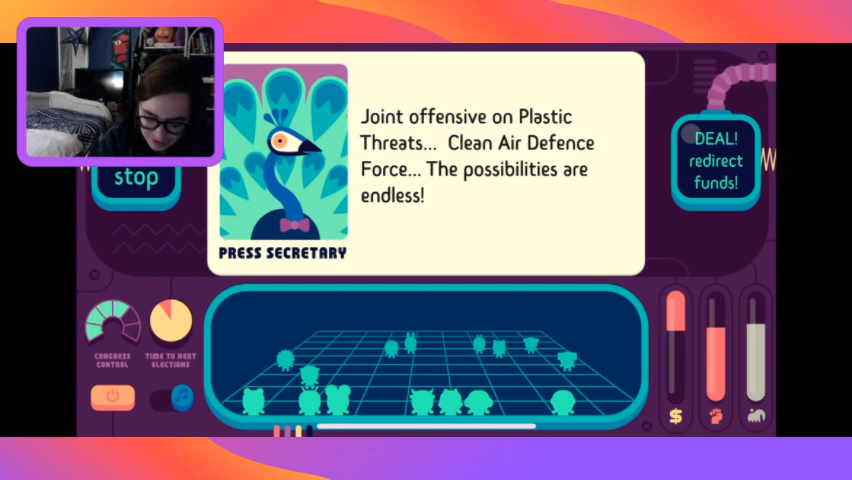 Joint offensive on Plastic
Threats... Clean Air Defence
Force... The possibilities are
endless!
PRESS SECRETARY
stop
DEAL!
redirect
funds!
CONGRESS
CONTROL
TIME TO NEXT
ELECTIONS
$